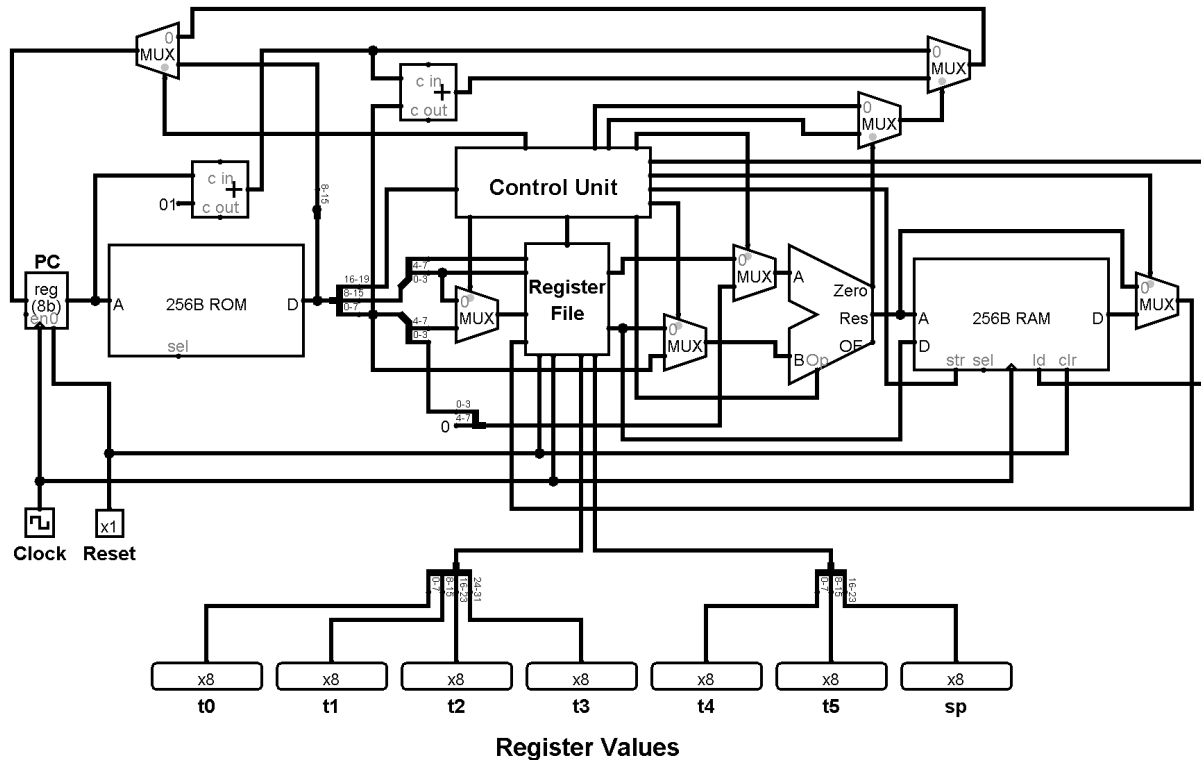 0
MUX
0
MUX
c in
+
c out
0
MUX
c in
+
c out
01
8-15
Control Unit
PC
reg
(8b)
en
0
A
256B ROM
D
sel
16-19
8-15
0-7
4-7
0-3
4-7
0-3
0
MUX
Register
File
0
MUX
0
MUX
A
B
Op
Zero
Res
OF
A
D
256B RAM
D
str
sel
ld
clr
0
MUX
0-3
4-7
0
x1
Clock
Reset
0-7
8-15
16-23
24-31
0-7
8-15
16-23
x8
x8
x8
x8
x8
x8
x8
t0
t1
t2
t3
t4
t5
sp
Register Values